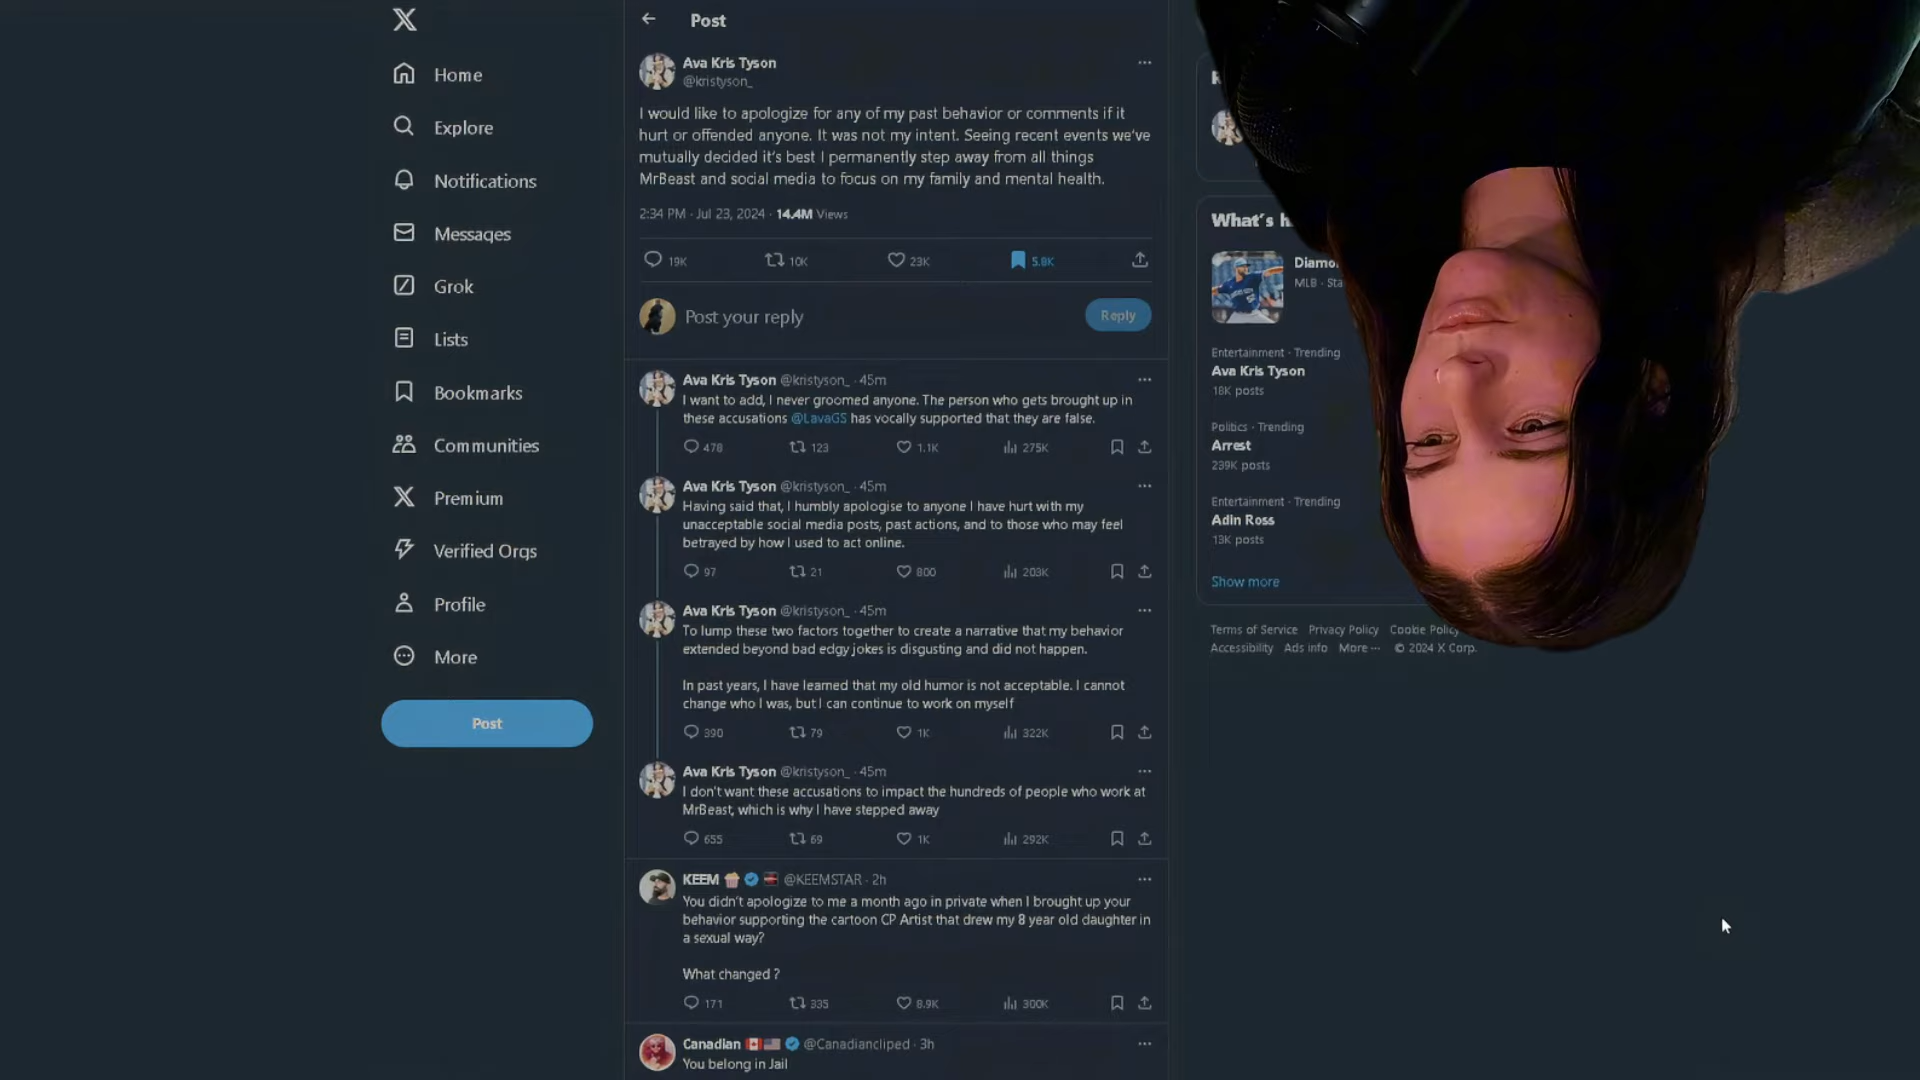 Post
Ava Kris Tyson
@kristyson_
I would like to apologize for any of my past behavior or comments if it
hurt or offended anyone. It was not my intent. Seeing recent events we've
mutually decided it's best I permanently step away from all things
MrBeast and social media to focus on my family and mental health.
2:34 PM · Jul 23, 2024 · 14.4M Views
19K 10K 23K 5.8K
Post your reply
Reply
Ava Kris Tyson @kristyson_ · 45m
I want to add, I never groomed anyone. The person who gets brought up in
these accusations @LavaGS has vocally supported that they are false.
478 123 1.1K 275K
Ava Kris Tyson @kristyson_ · 45m
Having said that, I humbly apologise to anyone I have hurt with my
unacceptable social media posts, past actions, and to those who may feel
betrayed by how I used to act online.
97 21 800 203K
Ava Kris Tyson @kristyson_ · 45m
To lump these two factors together to create a narrative that my behavior
extended beyond bad edgy jokes is disgusting and did not happen.
In past years, I have learned that my old humor is not acceptable. I cannot
change who I was, but I can continue to work on myself
390 79 1K 322K
Ava Kris Tyson @kristyson_ · 45m
I don't want these accusations to impact the hundreds of people who work at
MrBeast, which is why I have stepped away
655 69 1K 292K
KEEM @KEEMSTAR · 2h
You didn't apologize to me a month ago in private when I brought up your
behavior supporting the cartoon CP Artist that drew my 8 year old daughter in
a sexual way?
What changed ?
171 335 8.9K 300K
Canadian @Canadiancliped · 3h
You belong in Jail
Home
Explore
Notifications
Messages
Grok
Lists
Bookmarks
Communities
Premium
Verified Orgs
Profile
More
Post
What's
MLB
Entertainment · Trending
Ava Kris Tyson
18K posts
Politics · Trending
Arrest
239K posts
Entertainment · Trending
Adin Ross
13K posts
Show more
Terms of Service Privacy Policy Cookie Policy
Accessibility Ads info More ··· © 2024 X Corp.